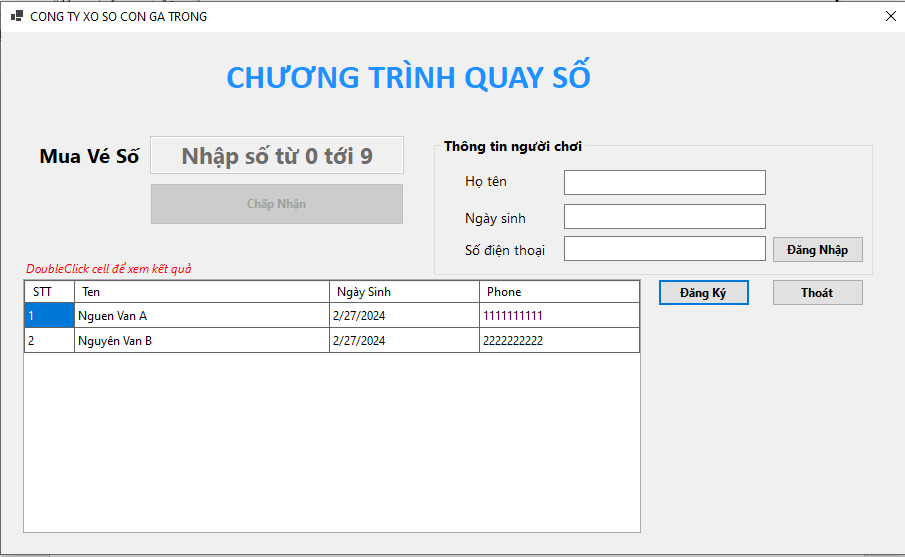 CONG TY XO SO CON GA TRONG
CHƯƠNG TRÌNH QUAY SỐ
Mua Vé Số
Nhập số từ 0 tới 9
Chấp Nhận
Thông tin người chơi
Họ tên
Ngày sinh
Số điện thoại
Đăng Nhập
DoubleClick cell để xem kết quả
Đăng Ký
Thoát
STT Ten Ngày Sinh Phone
1 Nguen Van A 2/27/2024 1111111111
2 Nguyên Van B 2/27/2024 2222222222